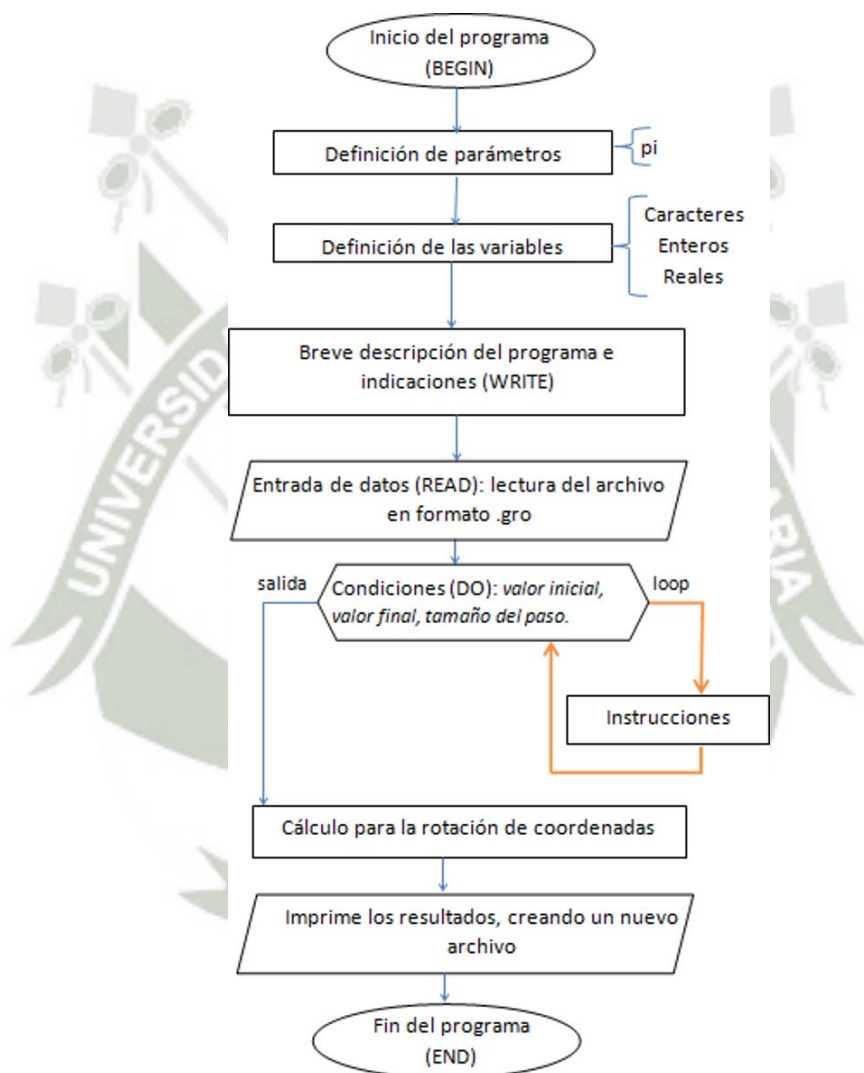 Inicio del programa
(BEGIN)
Definición de parámetros
pi
Definición de las variables
Caracteres
Enteros
Reales
Breve descripción del programa e
indicaciones (WRITE)
Entrada de datos (READ): lectura del archivo
en formato .gro
salida
Condiciones (DO): valor inicial,
valor final, tamaño del paso.
loop
Instrucciones
Cálculo para la rotación de coordenadas
Imprime los resultados, creando un nuevo
archivo
Fin del programa
(END)